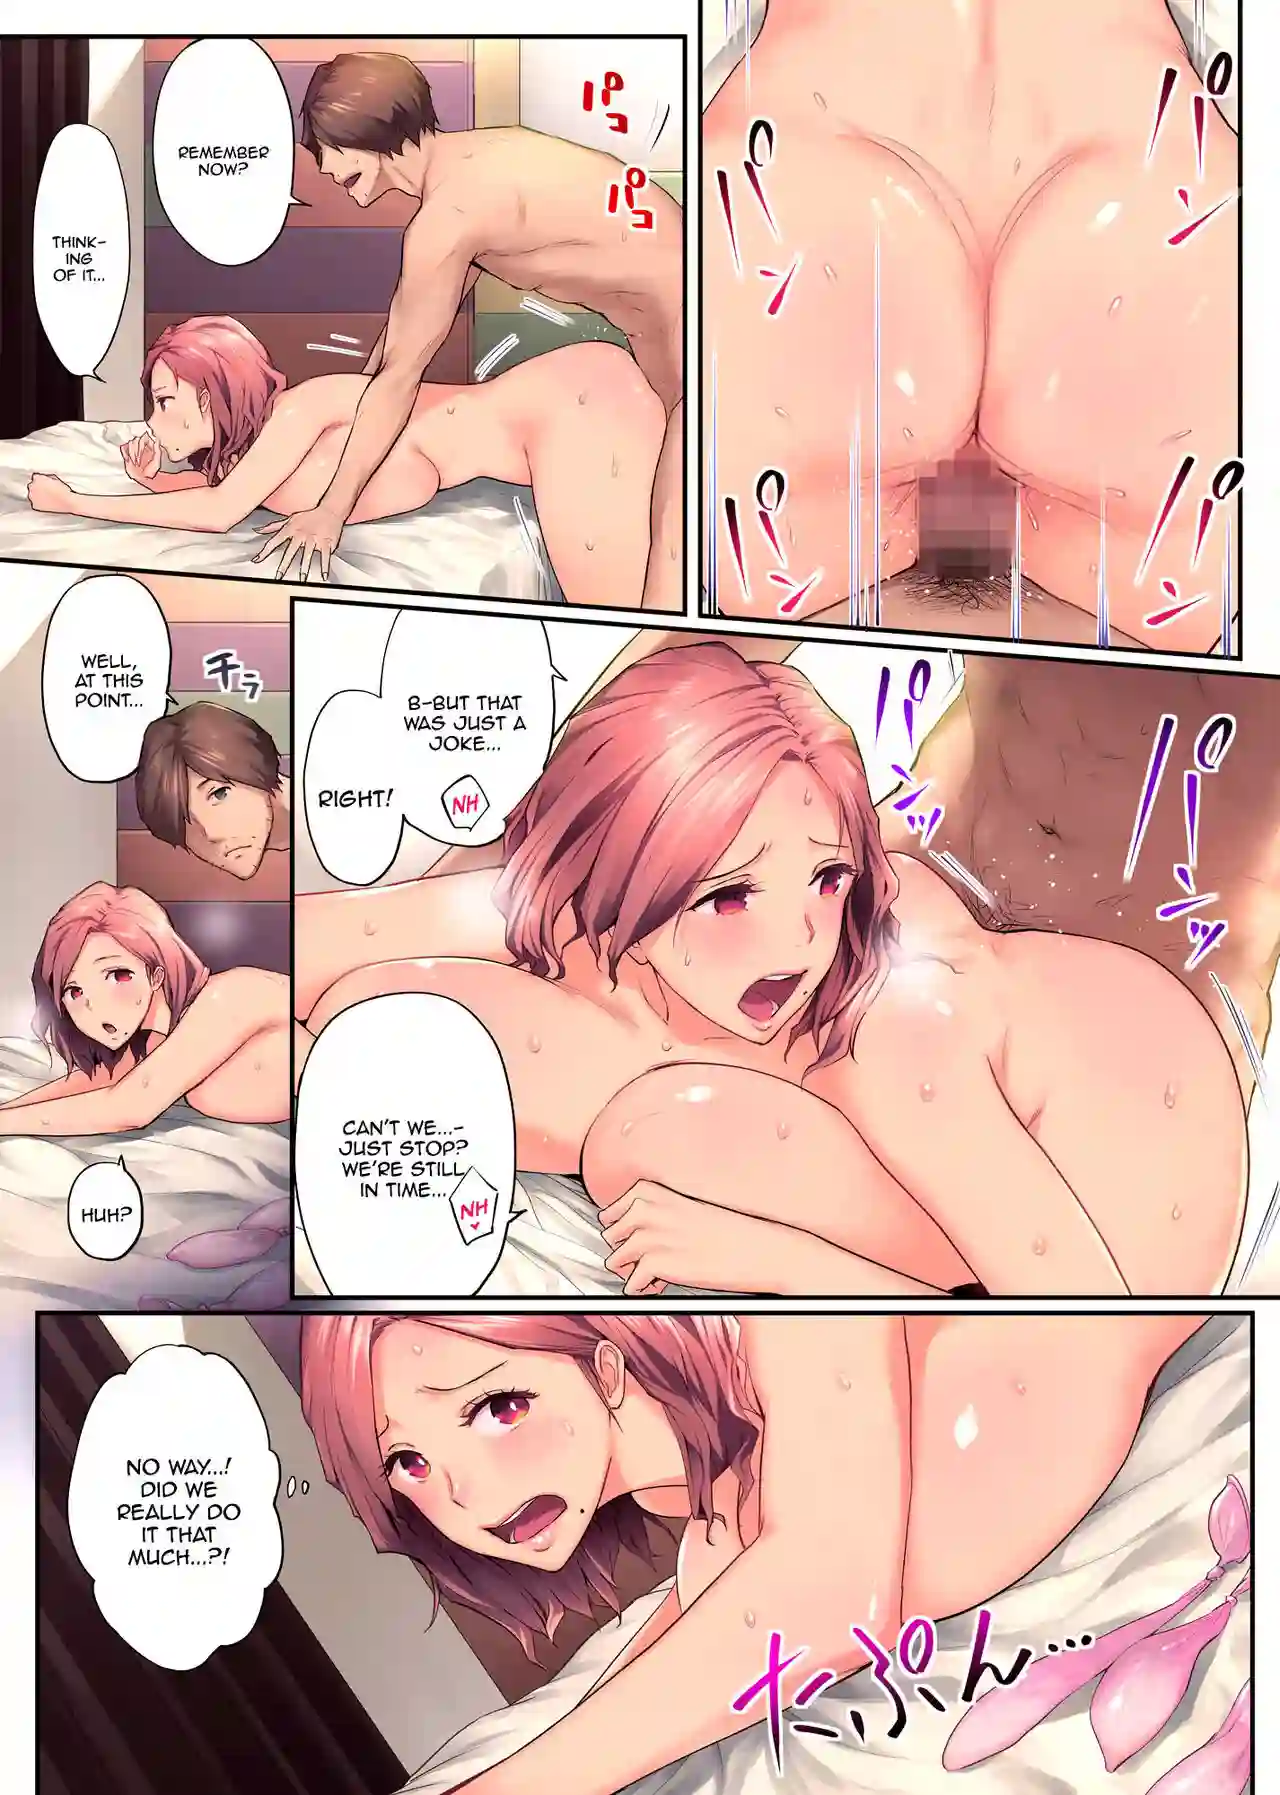 パン
パン
パン
パン
パコ
パコ
REMEMBER
NOW?
THINK-
ING
OF IT...
パンッ
パンッ
B-BUT THAT
WAS JUST A
JOKE...
NH
RIGHT!
CAN'T WE...-
JUST STOP?
WE'RE STILL
IN TIME...
NH
WELL,
AT THIS
POINT...
チラ
HUH?
NO WAY...!
DID WE
REALLY DO
IT THAT
MUCH...?!
たぷん...